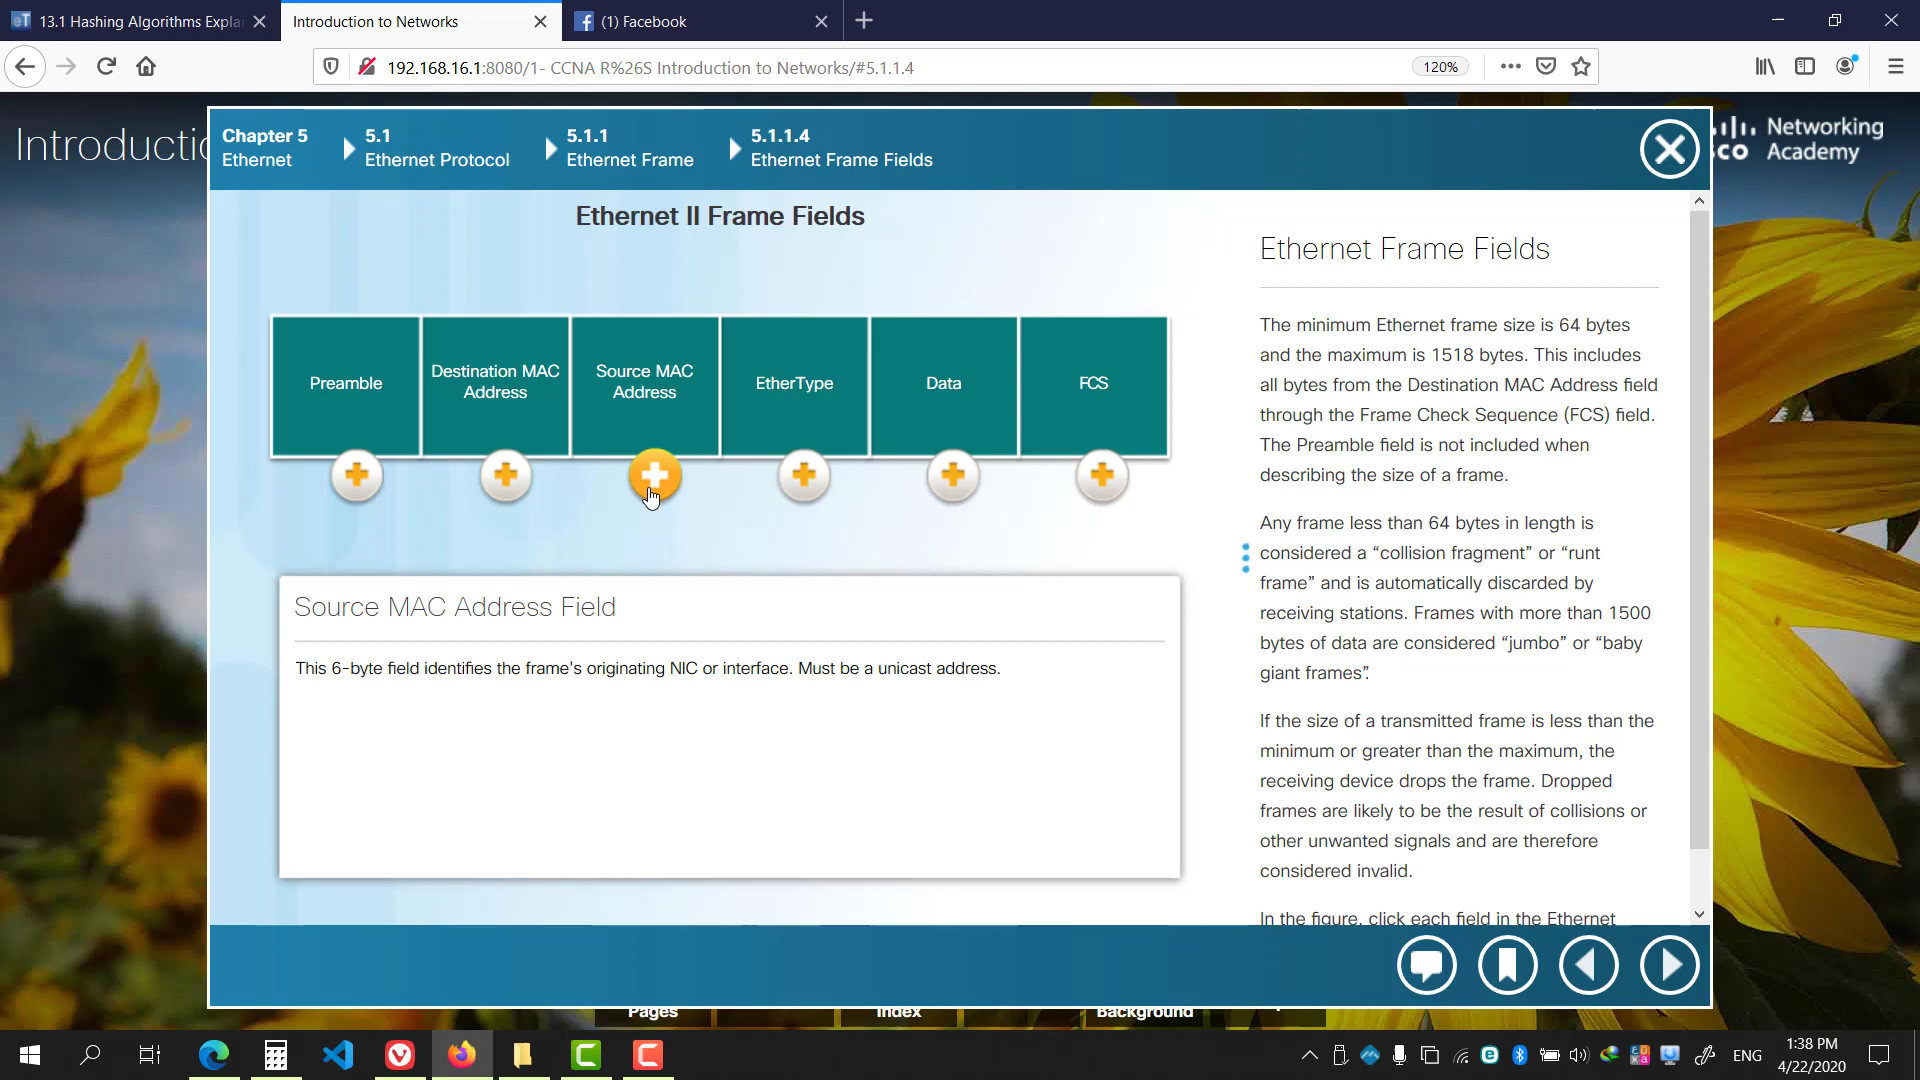 13.1 Hashing Algorithms Explai
Introduction to Networks
(1) Facebook
192.168.16.1:8080/1- CCNA R%26S Introduction to Networks/#5.1.1.4
120%
Introductio
Networking
Academy
Chapter 5
Ethernet
5.1
Ethernet Protocol
5.1.1
Ethernet Frame
5.1.1.4
Ethernet Frame Fields
Ethernet II Frame Fields
Preamble
Destination MAC
Address
Source MAC
Address
EtherType
Data
FCS
Source MAC Address Field
This 6-byte field identifies the frame's originating NIC or interface. Must be a unicast address.
Ethernet Frame Fields
The minimum Ethernet frame size is 64 bytes
and the maximum is 1518 bytes. This includes
all bytes from the Destination MAC Address field
through the Frame Check Sequence (FCS) field.
The Preamble field is not included when
describing the size of a frame.
Any frame less than 64 bytes in length is
considered a “collision fragment” or “runt
frame” and is automatically discarded by
receiving stations. Frames with more than 1500
bytes of data are considered “jumbo” or “baby
giant frames”.
If the size of a transmitted frame is less than the
minimum or greater than the maximum, the
receiving device drops the frame. Dropped
frames are likely to be the result of collisions or
other unwanted signals and are therefore
considered invalid.
In the figure, click each field in the Ethernet
Pages
Index
Background
ENG
1:38 PM
4/22/2020